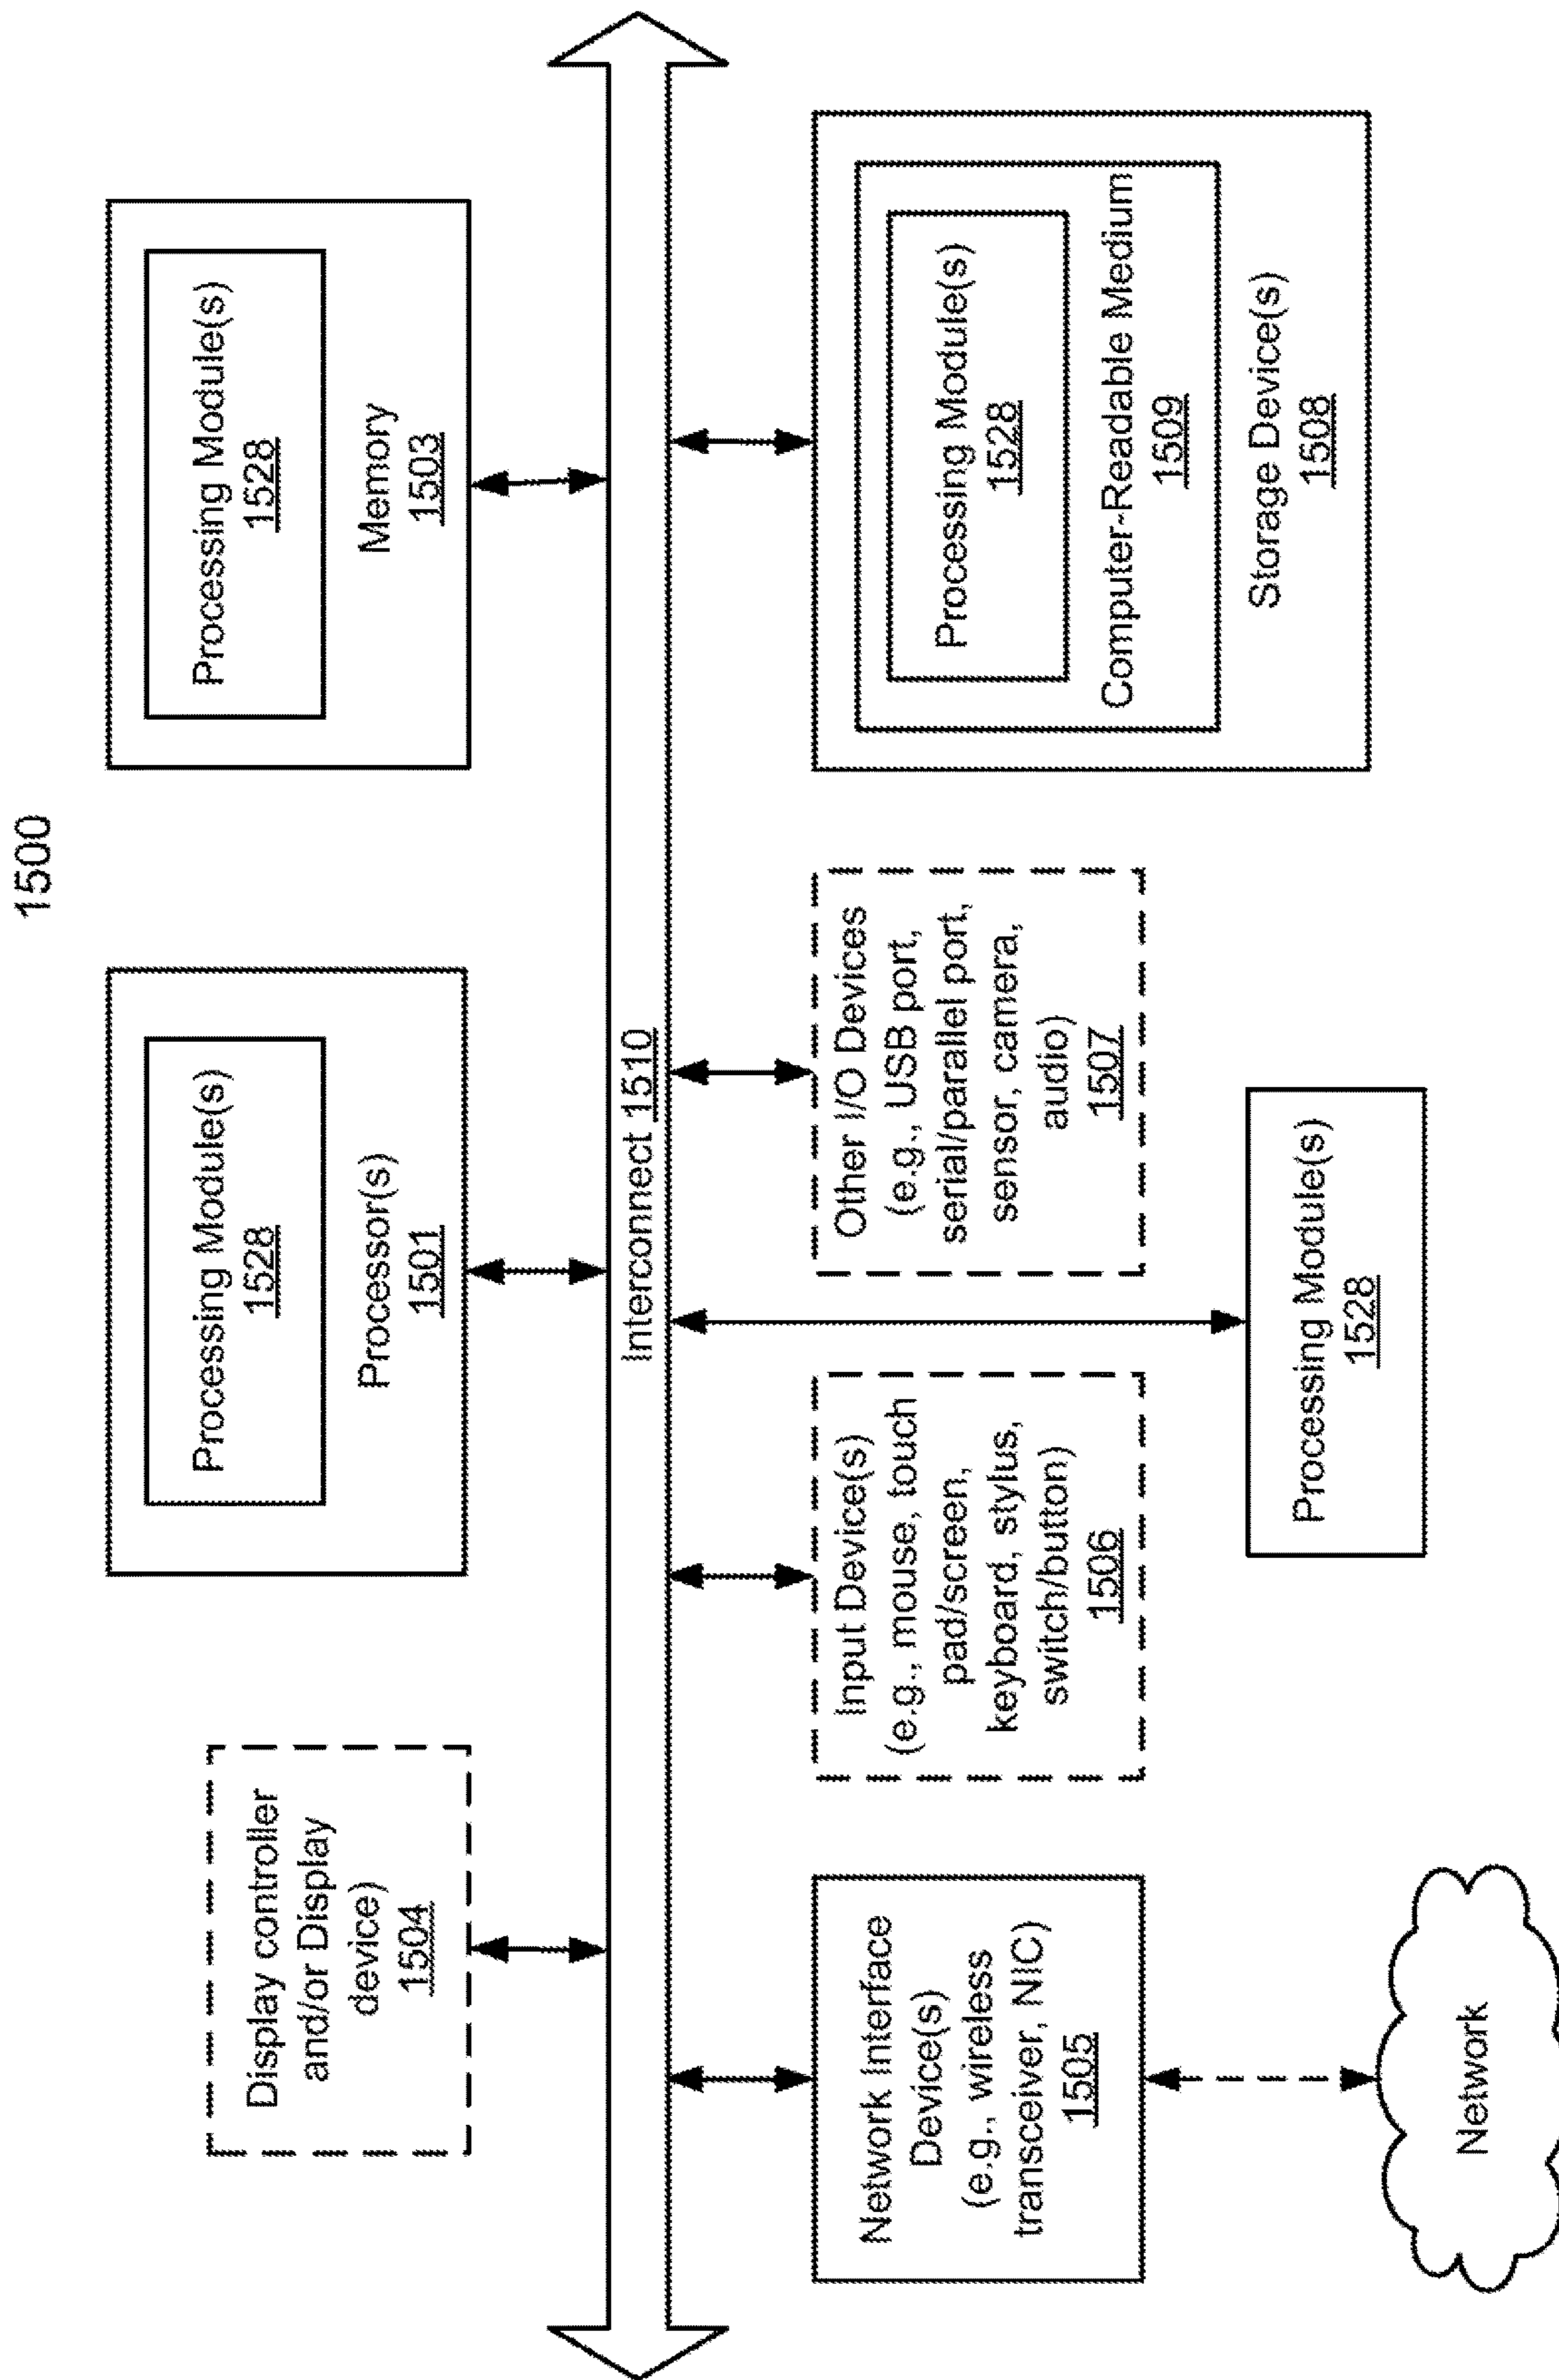 1500
Display controller
and/or Display
device)
1504
Processing Module(s)
1528
Processor(s)
1501
Processing Module(s)
1528
Memory
1503
Interconnect 1510
Network Interface
Device(s)
(e.g., wireless
transceiver, NIC)
1505
Input Device(s)
(e.g., mouse, touch
pad/screen,
keyboard, stylus,
switch/button)
1506
Other I/O Devices
(e.g., USB port,
serial/parallel port,
sensor, camera,
audio)
1507
Processing Module(s)
1528
Computer-Readable Medium
1509
Storage Device(s)
1508
Processing Module(s)
1528
Network